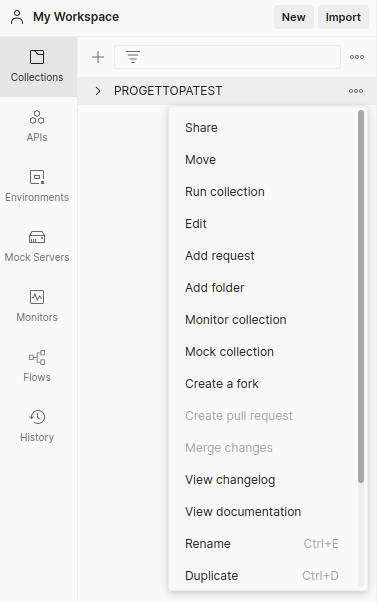 My Workspace New Import
Collections
PROGETTOPATEST
APIs
Environments
Mock Servers
Monitors
Flows
History
Share
Move
Run collection
Edit
Add request
Add folder
Monitor collection
Mock collection
Create a fork
Create pull request
Merge changes
View changelog
View documentation
Rename Ctrl+E
Duplicate Ctrl+D